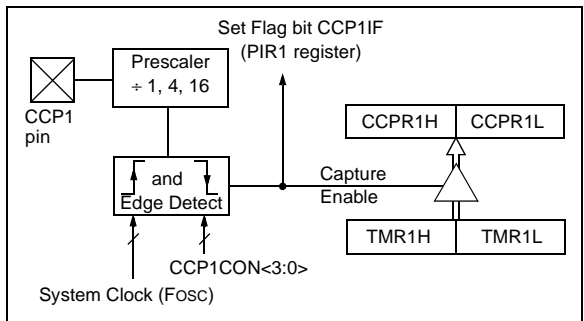 Set Flag bit CCP1IF
(PIR1 register)
Prescaler
÷ 1, 4, 16
CCP1
pin
CCPR1H
CCPR1L
and
Edge Detect
Capture
Enable
TMR1H
TMR1L
CCP1CON<3:0>
System Clock (FOSC)